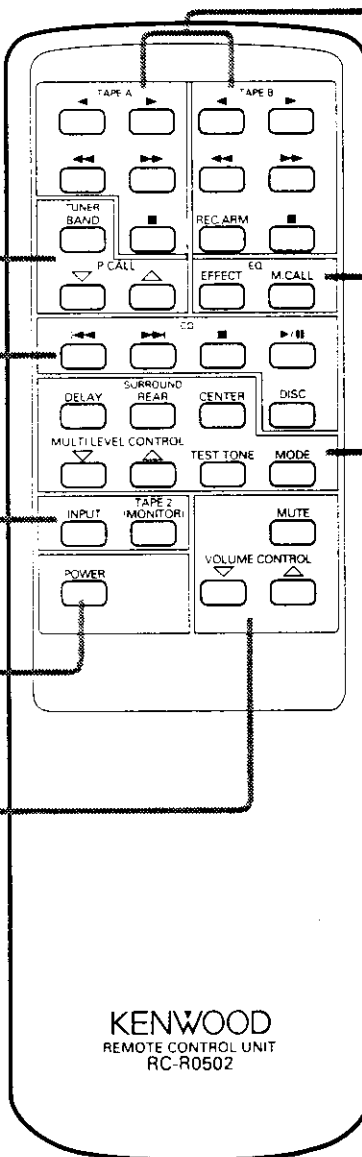 TAPE A TAPE B
TUNER
BAND REC ARM
P.CALL EQ
EFFECT M.CALL
CD
SURROUND
DELAY REAR CENTER DISC
MULTI LEVEL CONTROL
TEST TONE MODE
INPUT TAPE 2 (MONITOR) MUTE
VOLUME CONTROL
POWER
KENWOOD
REMOTE CONTROL UNIT
RC-R0502